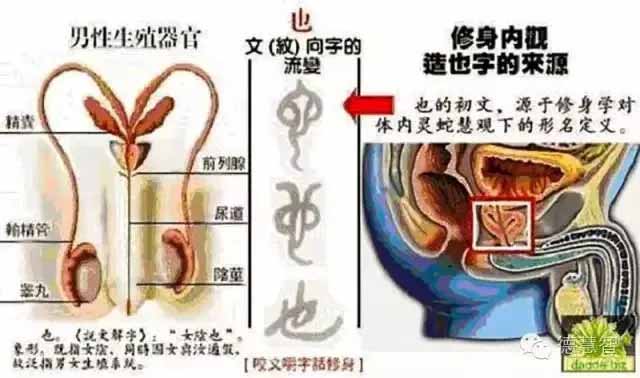 男性生殖器官
精囊
輸精管
睾丸
前列腺
尿道
陰莖
也。《説文解字》：“女陰也”。
象形。既指女陰、同時因女與汝通假，
故泛指男女生殖系統。
也
文(紋)向字的
流變
也
[咬文嚼字話修身]
修身内觀
造也字的來源
也的初文，源于修身学对
体内灵蛇慧观下的形名定义。
德慧智
daode.biz